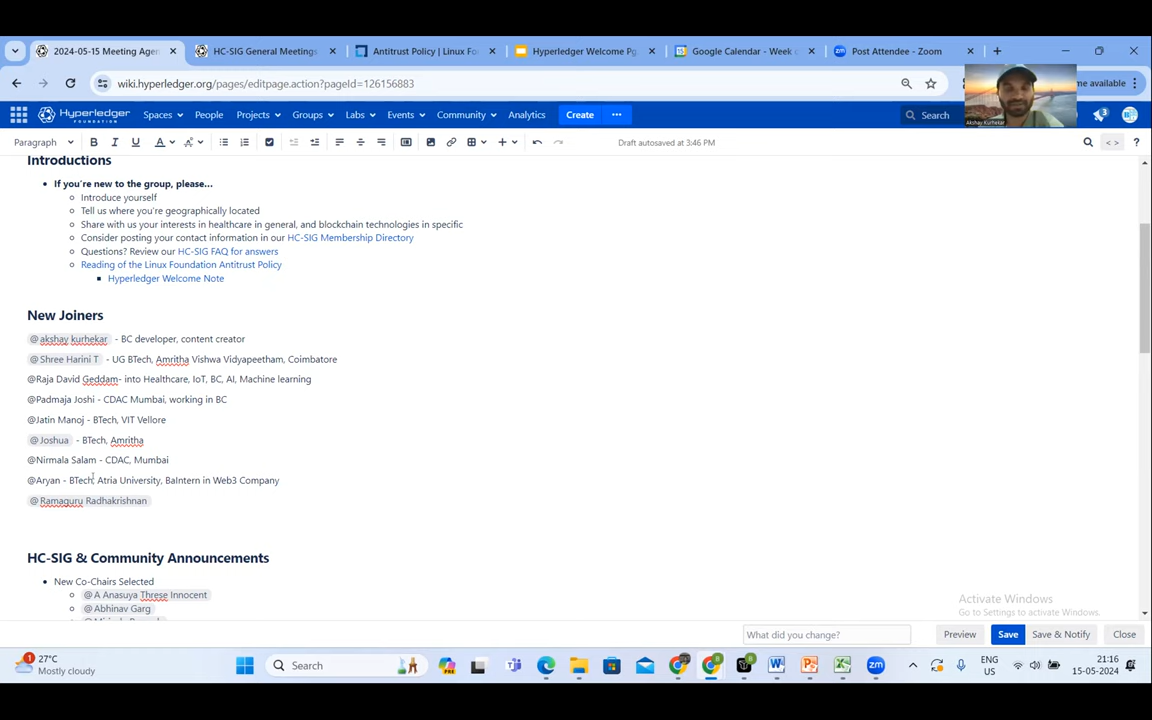 2024-05-15 Meeting Agen
HC-SIG General Meetings
Antitrust Policy | Linux Fo
Hyperledger Welcome Pg.
Google Calendar - Week o
Post Attendee - Zoom
wiki.hyperledger.org/pages/editpage.action?pageId=126156883
me available
HYPERLEDGER FOUNDATION
Spaces
People
Projects
Groups
Labs
Events
Community
Analytics
Create
Search
3
Akshay Kurhekar
Paragraph
B I U A
Draft autosaved at 3:46 PM
< >
?
Introductions
If you're new to the group, please...
Introduce yourself
Tell us where you're geographically located
Share with us your interests in healthcare in general, and blockchain technologies in specific
Consider posting your contact information in our HC-SIG Membership Directory
Questions? Review our HC-SIG FAQ for answers
Reading of the Linux Foundation Antitrust Policy
Hyperledger Welcome Note
New Joiners
@akshay kurhekar - BC developer, content creator
@Shree Harini T - UG BTech, Amritha Vishwa Vidyapeetham, Coimbatore
@Raja David Geddam- into Healthcare, IoT, BC, AI, Machine learning
@Padmaja Joshi - CDAC Mumbai, working in BC
@Jatin Manoj - BTech, VIT Vellore
@Joshua - BTech, Amritha
@Nirmala Salam - CDAC, Mumbai
@Aryan - BTech, Atria University, BaIntern in Web3 Company
@Ramaguru Radhakrishnan
HC-SIG & Community Announcements
New Co-Chairs Selected
@A Anasuya Threse Innocent
@Abhinav Garg
Activate Windows
Go to Settings to activate Windows.
What did you change?
Preview
Save
Save & Notify
Close
1
27°C
Mostly cloudy
Search
ENG
US
21:16
15-05-2024